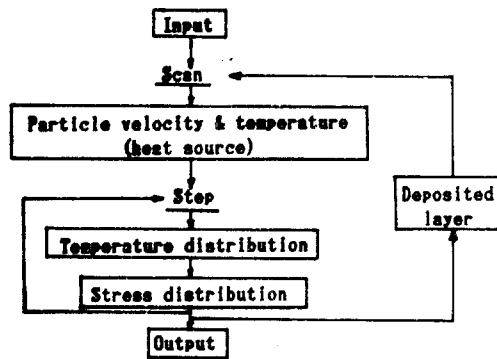 Input
Scan
Particle velocity & temperature
(heat source)
Step
Deposited
layer
Temperature distribution
Stress distribution
Output